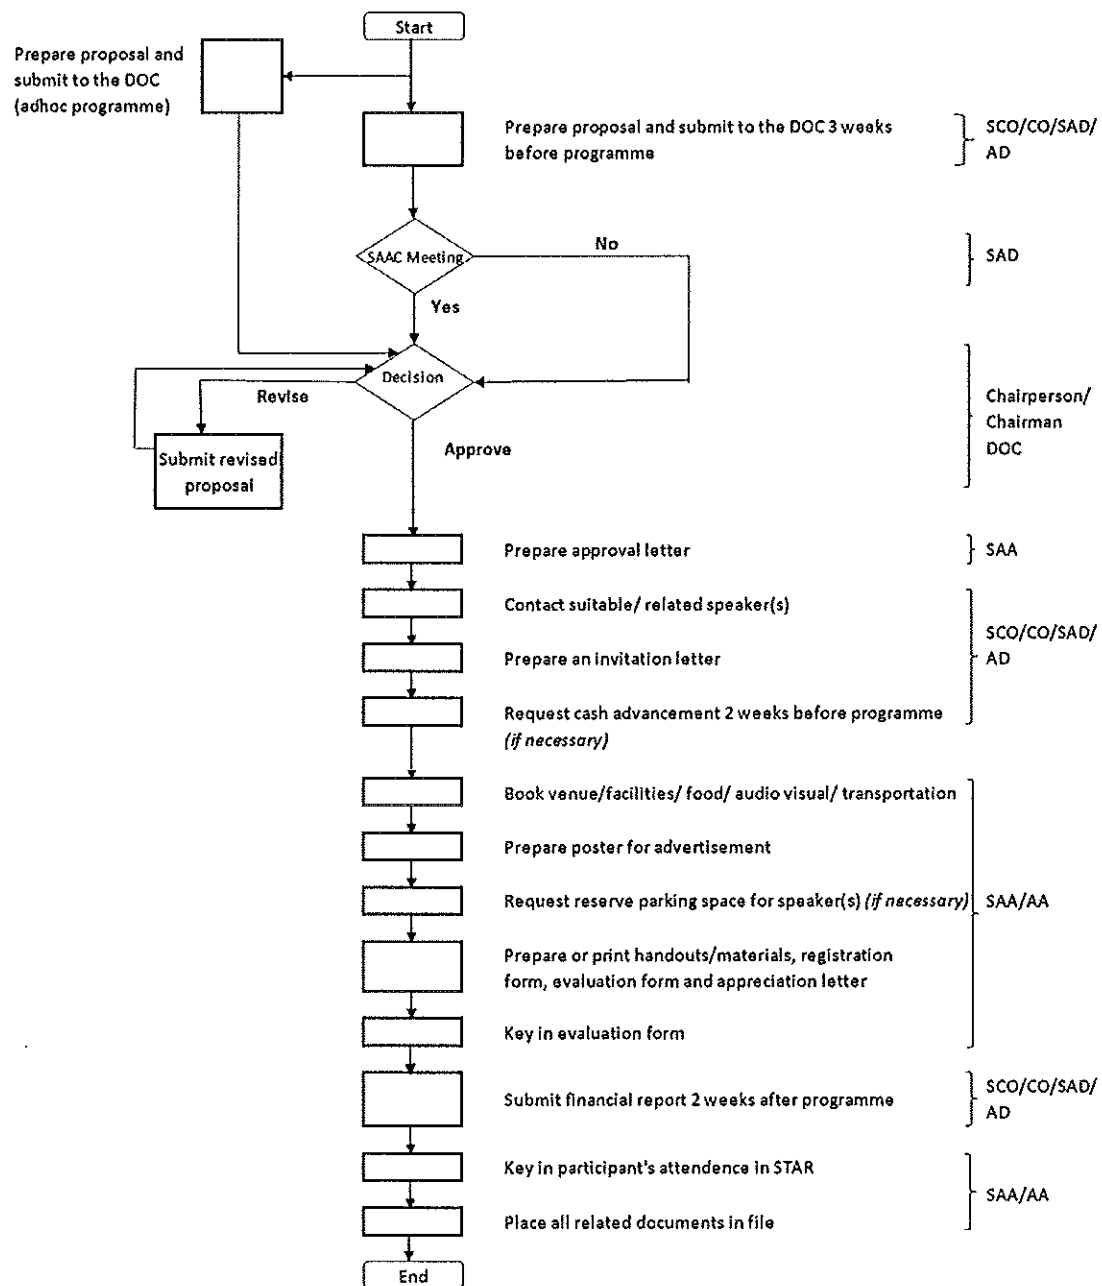 Start
Prepare proposal and
submit to the DOC
(adhoc programme)
Prepare proposal and submit to the DOC 3 weeks
before programme
SCO/CO/SAD/
AD
SAAC Meeting
No
SAD
Yes
Decision
Revise
Chairperson/
Chairman
DOC
Approve
Submit revised
proposal
Prepare approval letter
SAA
Contact suitable/ related speaker(s)
Prepare an invitation letter
SCO/CO/SAD/
AD
Request cash advancement 2 weeks before programme
(if necessary)
Book venue/facilities/ food/ audio visual/ transportation
Prepare poster for advertisement
Request reserve parking space for speaker(s) (if necessary)
SAA/AA
Prepare or print handouts/materials, registration
form, evaluation form and appreciation letter
Key in evaluation form
Submit financial report 2 weeks after programme
SCO/CO/SAD/
AD
Key in participant's attendence in STAR
SAA/AA
Place all related documents in file
End